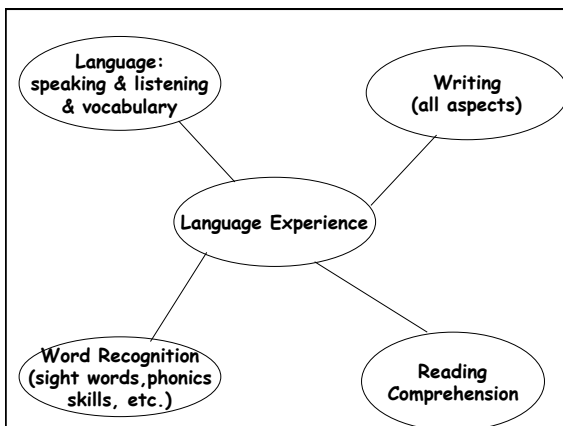 Language:
speaking & listening
& vocabulary
Writing
(all aspects)
Language Experience
Word Recognition
(sight words,phonics
skills, etc.)
Reading
Comprehension